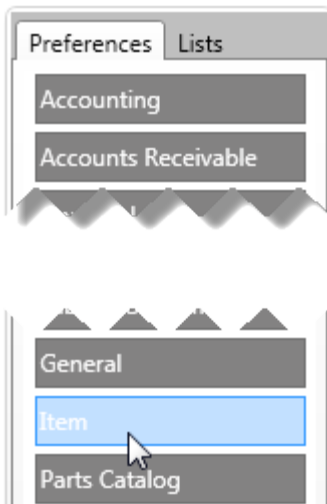 Preferences Lists
Accounting
Accounts Receivable
General
Item
Parts Catalog